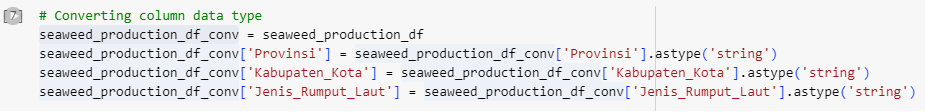 7
# Converting column data type
seaweed_production_df_conv = seaweed_production_df
seaweed_production_df_conv['Provinsi'] = seaweed_production_df_conv['Provinsi'].astype('string')
seaweed_production_df_conv['Kabupaten_Kota'] = seaweed_production_df_conv['Kabupaten_Kota'].astype('string')
seaweed_production_df_conv['Jenis_Rumput_Laut'] = seaweed_production_df_conv['Jenis_Rumput_Laut'].astype('string')